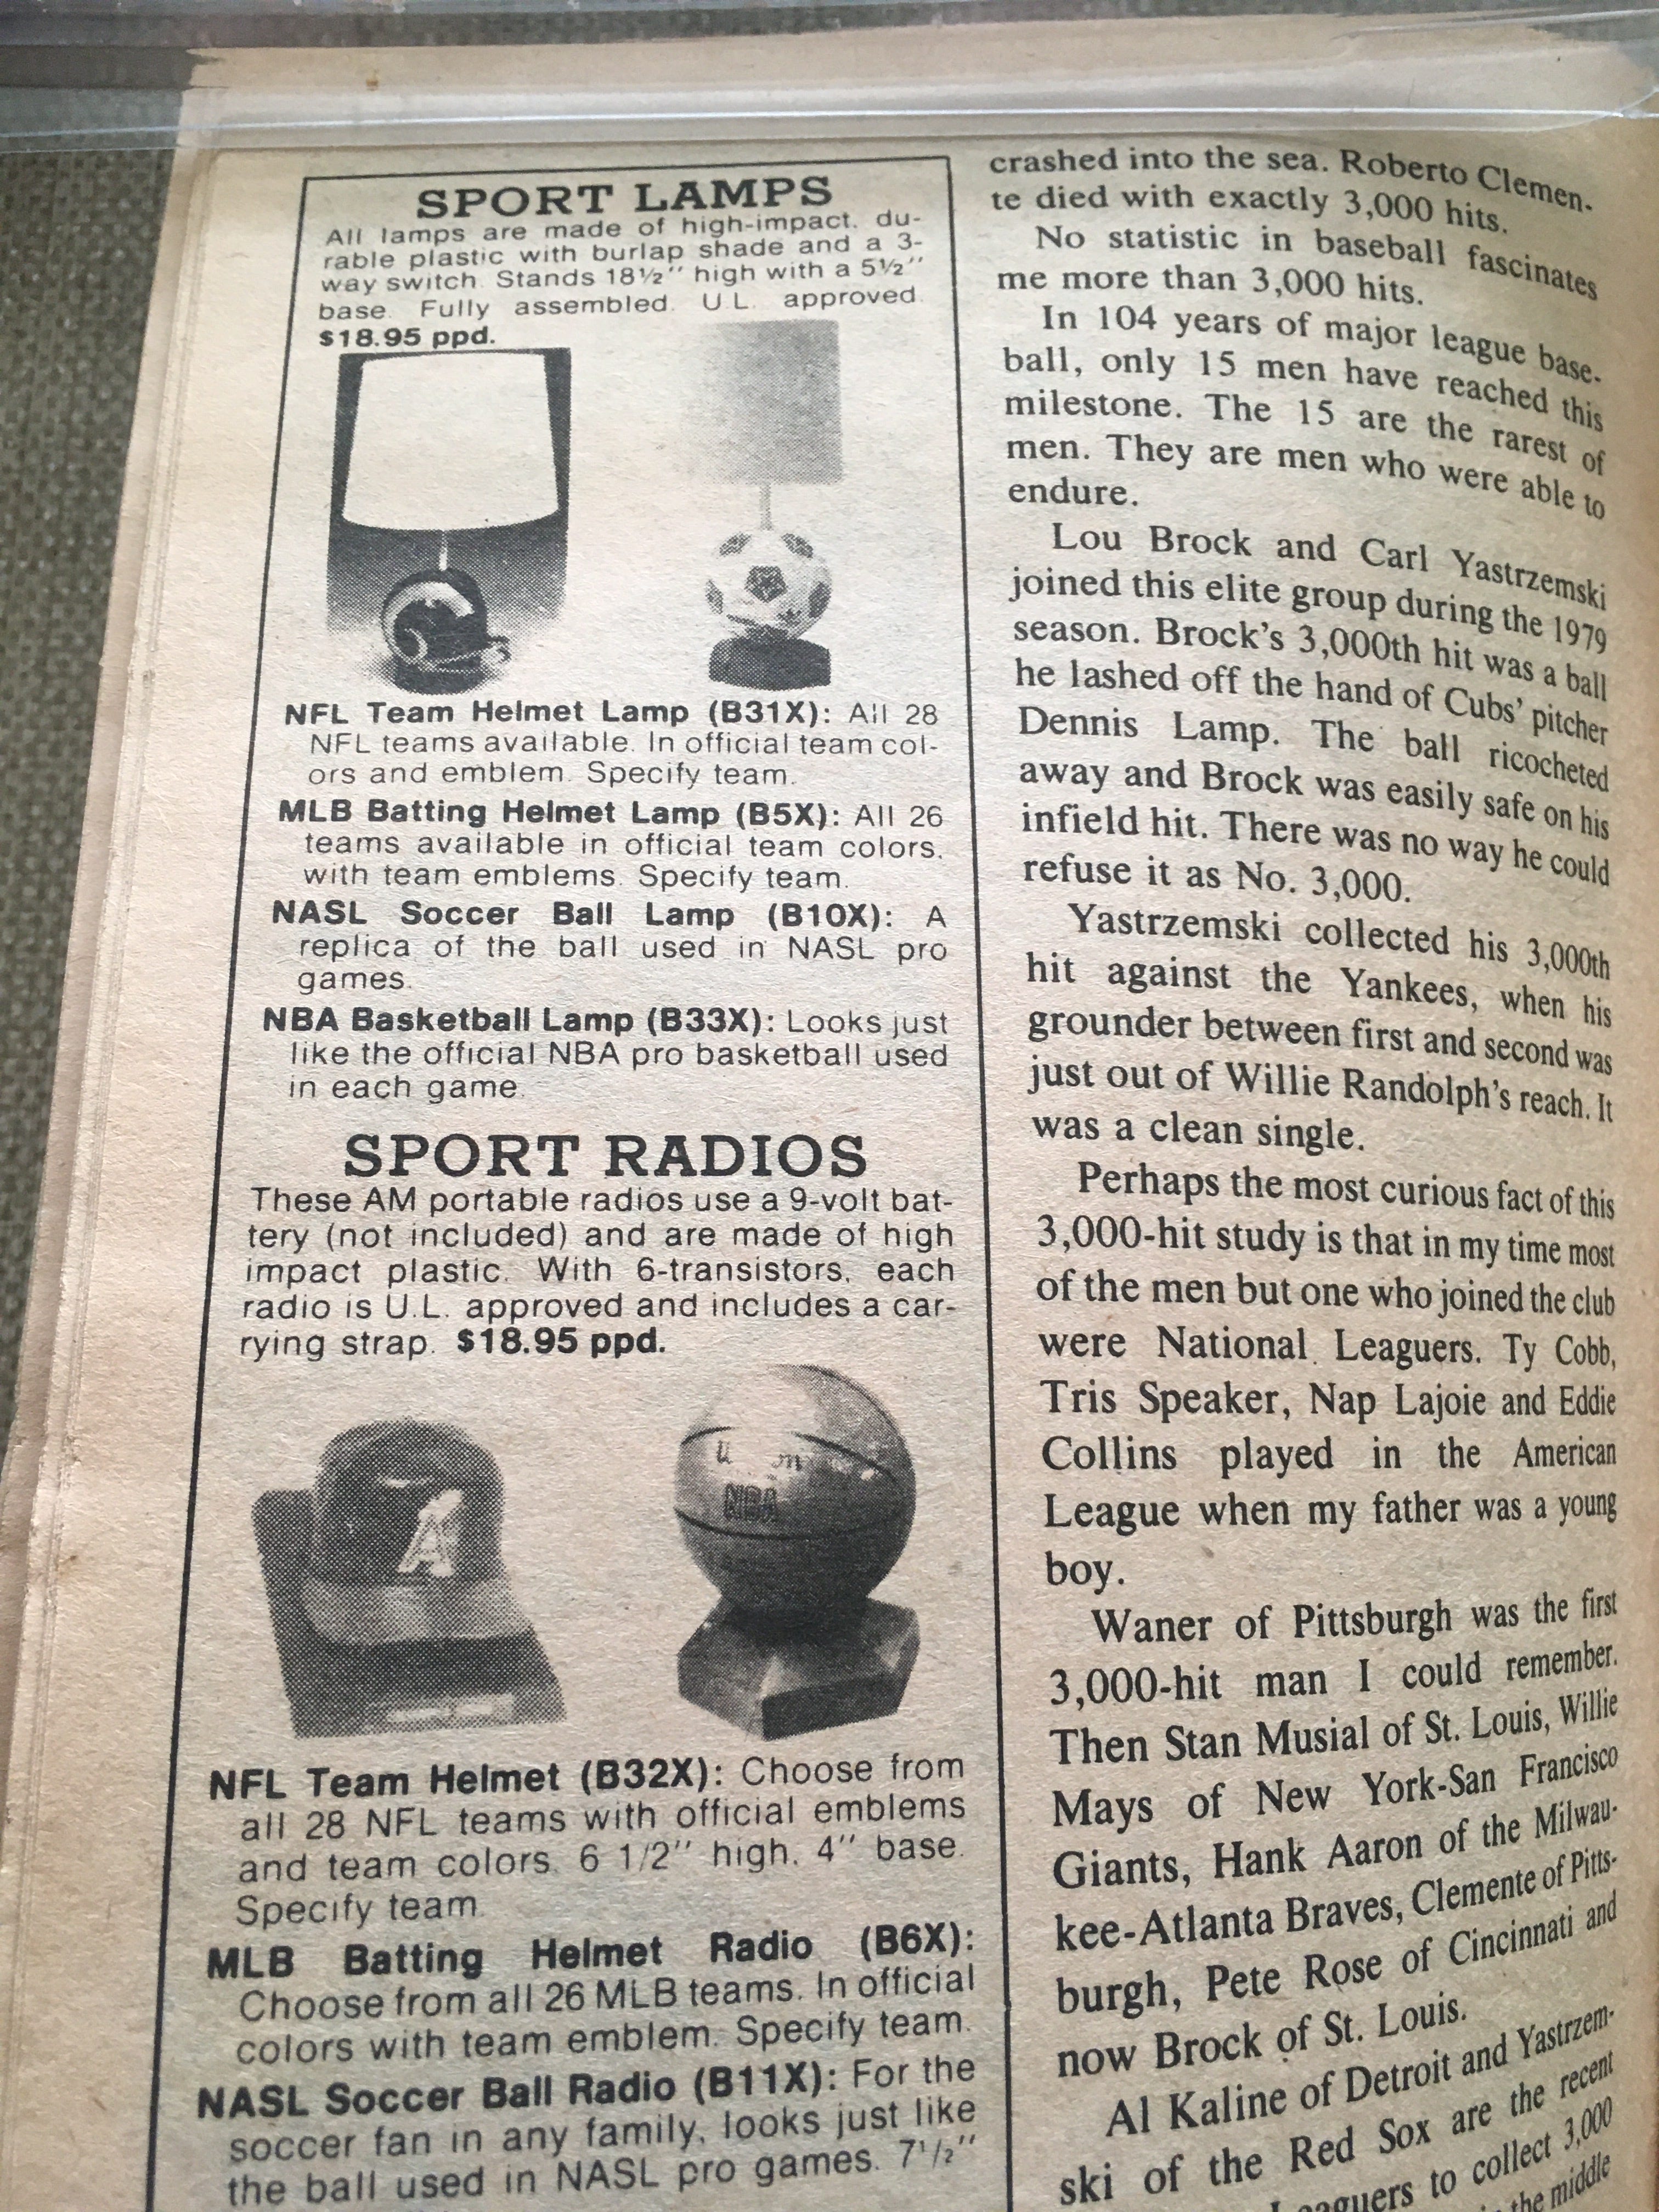 SPORT LAMPS
All lamps are made of high-impact, du-
rable plastic with burlap shade and a 3-
way switch. Stands 18½" high with a 5½"
base. Fully assembled. U.L. approved.
$18.95 ppd.
NFL Team Helmet Lamp (B31X): All 28
NFL teams available. In official team col-
ors and emblem. Specify team.
MLB Batting Helmet Lamp (B5X): All 26
teams available in official team colors,
with team emblems. Specify team.
NASL Soccer Ball Lamp (B10X): A
replica of the ball used in NASL pro
games.
NBA Basketball Lamp (B33X): Looks just
like the official NBA pro basketball used
in each game.
SPORT RADIOS
These AM portable radios use a 9-volt bat-
tery (not included) and are made of high
impact plastic. With 6-transistors, each
radio is U.L. approved and includes a car-
rying strap. $18.95 ppd.
A
NBA
NFL Team Helmet (B32X): Choose from
all 28 NFL teams with official emblems
and team colors. 6 1/2" high, 4" base.
Specify team.
MLB Batting Helmet Radio (B6X):
Choose from all 26 MLB teams. In official
colors with team emblem. Specify team.
NASL Soccer Ball Radio (B11X): For the
soccer fan in any family, looks just like
the ball used in NASL pro games. 7½"
crashed into the sea. Roberto Clemen-
te died with exactly 3,000 hits.
No statistic in baseball fascinates
me more than 3,000 hits.
In 104 years of major league base-
ball, only 15 men have reached this
milestone. The 15 are the rarest of
men. They are men who were able to
endure.
Lou Brock and Carl Yastrzemski
joined this elite group during the 1979
season. Brock's 3,000th hit was a ball
he lashed off the hand of Cubs' pitcher
Dennis Lamp. The ball ricocheted
away and Brock was easily safe on his
infield hit. There was no way he could
refuse it as No. 3,000.
Yastrzemski collected his 3,000th
hit against the Yankees, when his
grounder between first and second was
just out of Willie Randolph's reach. It
was a clean single.
Perhaps the most curious fact of this
3,000-hit study is that in my time most
of the men but one who joined the club
were National Leaguers. Ty Cobb,
Tris Speaker, Nap Lajoie and Eddie
Collins played in the American
League when my father was a young
boy.
Waner of Pittsburgh was the first
3,000-hit man I could remember.
Then Stan Musial of St. Louis, Willie
Mays of New York-San Francisco
Giants, Hank Aaron of the Milwau-
kee-Atlanta Braves, Clemente of Pitts-
burgh, Pete Rose of Cincinnati and
now Brock of St. Louis.
Al Kaline of Detroit and Yastrzem-
ski of the Red Sox are the recent
to collect 3,000
the middle